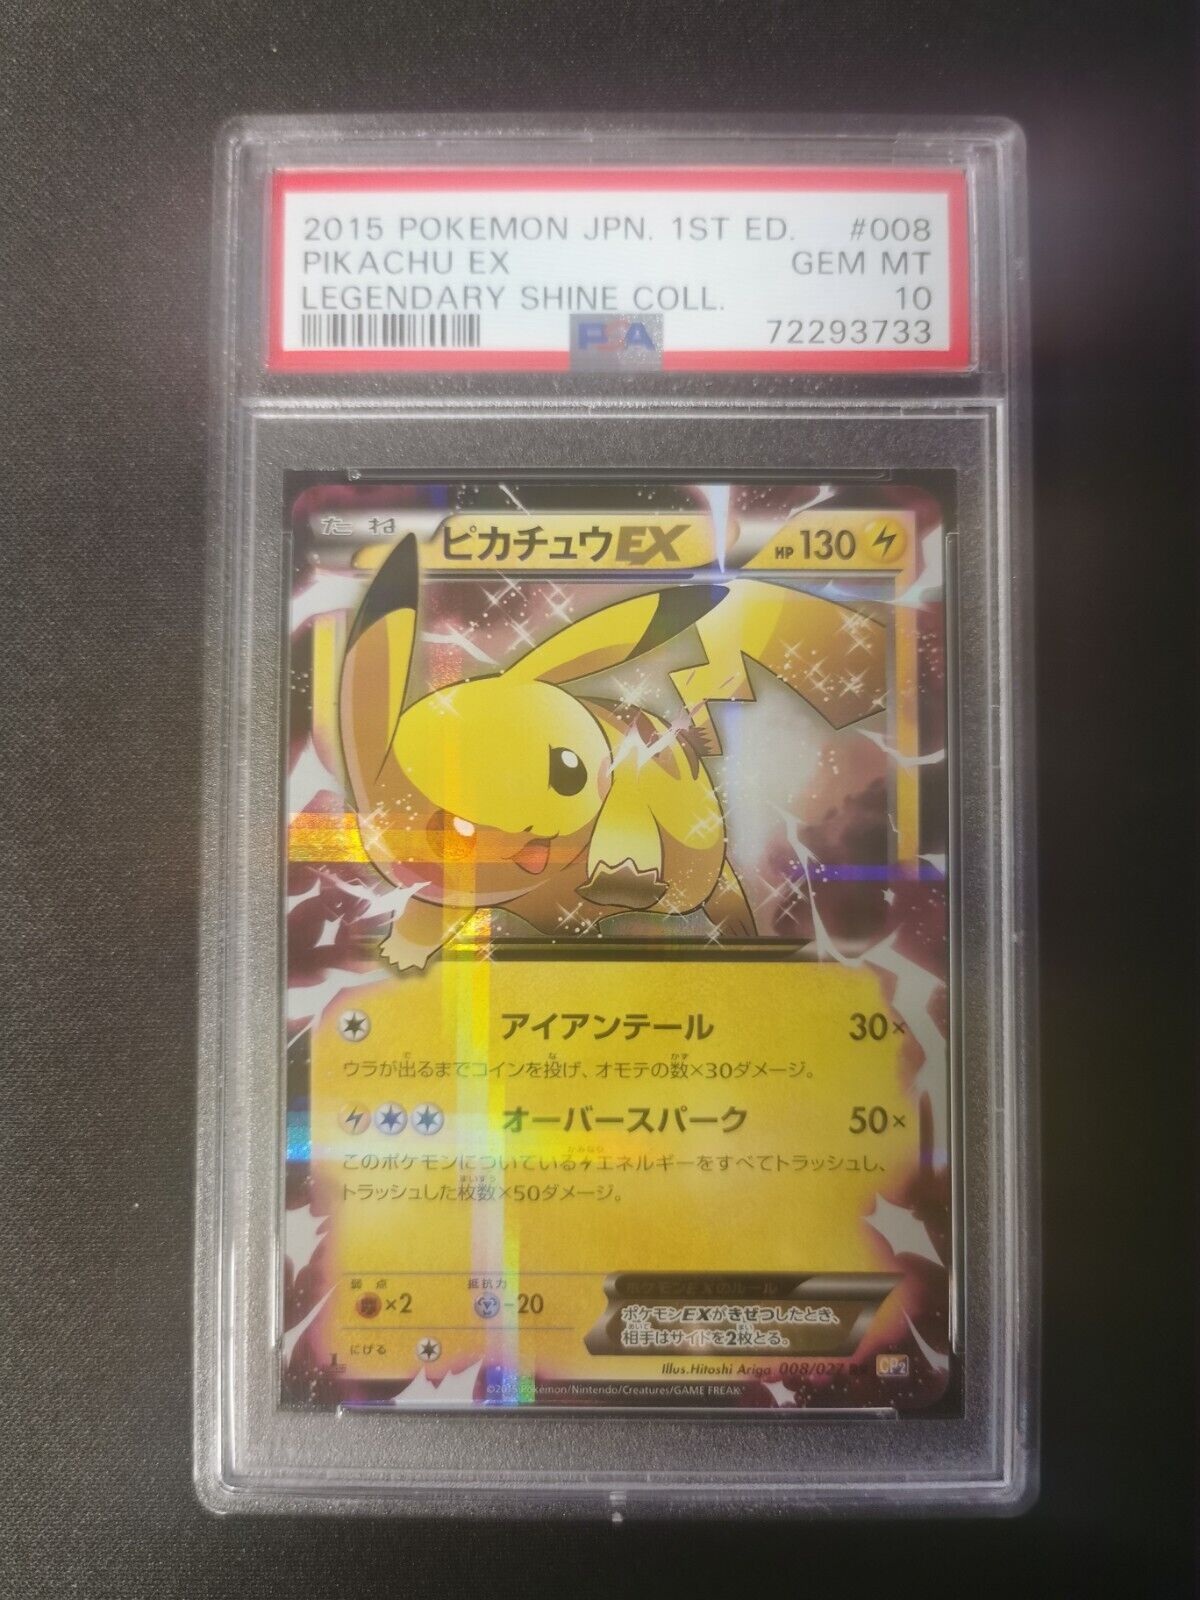 2015 POKEMON JPN. 1ST ED. #008
PIKACHU EX GEM MT
LEGENDARY SHINE COLL. 10
PSA 72293733
たね ピカチュウEX HP130
アイアンテール 30×
ウラが出るまでコインを投げ、オモテの数×30ダメージ。
オーバースパーク 50×
このポケモンについているエネルギーをすべてトラッシュし、
トラッシュした枚数×50ダメージ。
弱点 抵抗力
×2 -20
にげる
ポケモンEXのルール
ポケモンEXがきぜつしたとき、
相手はサイドを2枚とる。
Illus. Hitoshi Ariga 008/027 RR CP2
©2015 Pokémon/Nintendo/Creatures/GAME FREAK.